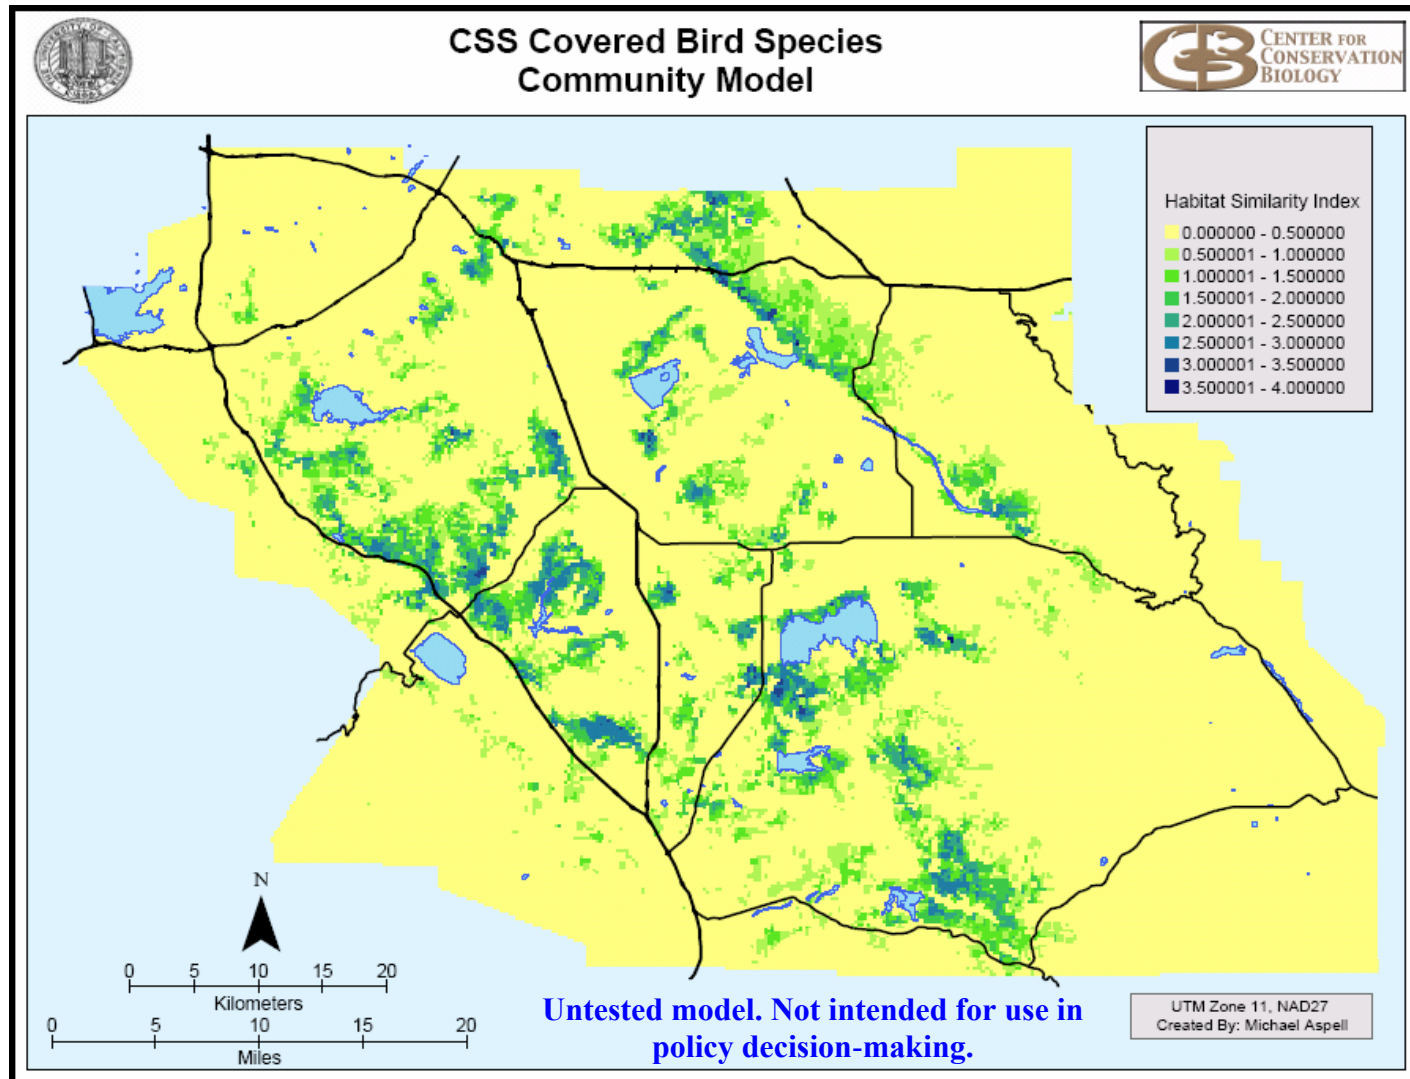 CSS Covered Bird Species
Community Model
CENTER FOR
CONSERVATION
BIOLOGY
CCB
Habitat Similarity Index
0.000000 - 0.500000
0.500001 - 1.000000
1.000001 - 1.500000
1.500001 - 2.000000
2.000001 - 2.500000
2.500001 - 3.000000
3.000001 - 3.500000
3.500001 - 4.000000
N
0 5 10 15 20
Kilometers
0 5 10 15 20
Miles
Untested model. Not intended for use in
policy decision-making.
UTM Zone 11, NAD27
Created By: Michael Aspell